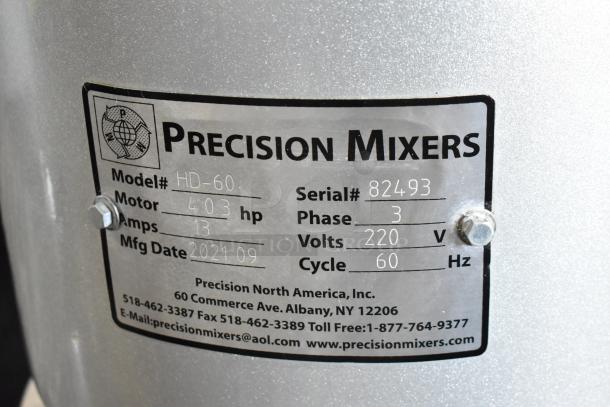 P M M
PRECISION MIXERS
Model# HD-60
Motor 4.03 hp
Amps 13
Mfg Date 2021.09
Serial# 82493
Phase 3
Volts 220 V
Cycle 60 Hz
Precision North America, Inc.
60 Commerce Ave. Albany, NY 12206
518-462-3387 Fax 518-462-3389 Toll Free:1-877-764-9377
E-Mail:precisionmixers@aol.com www.precisionmixers.com